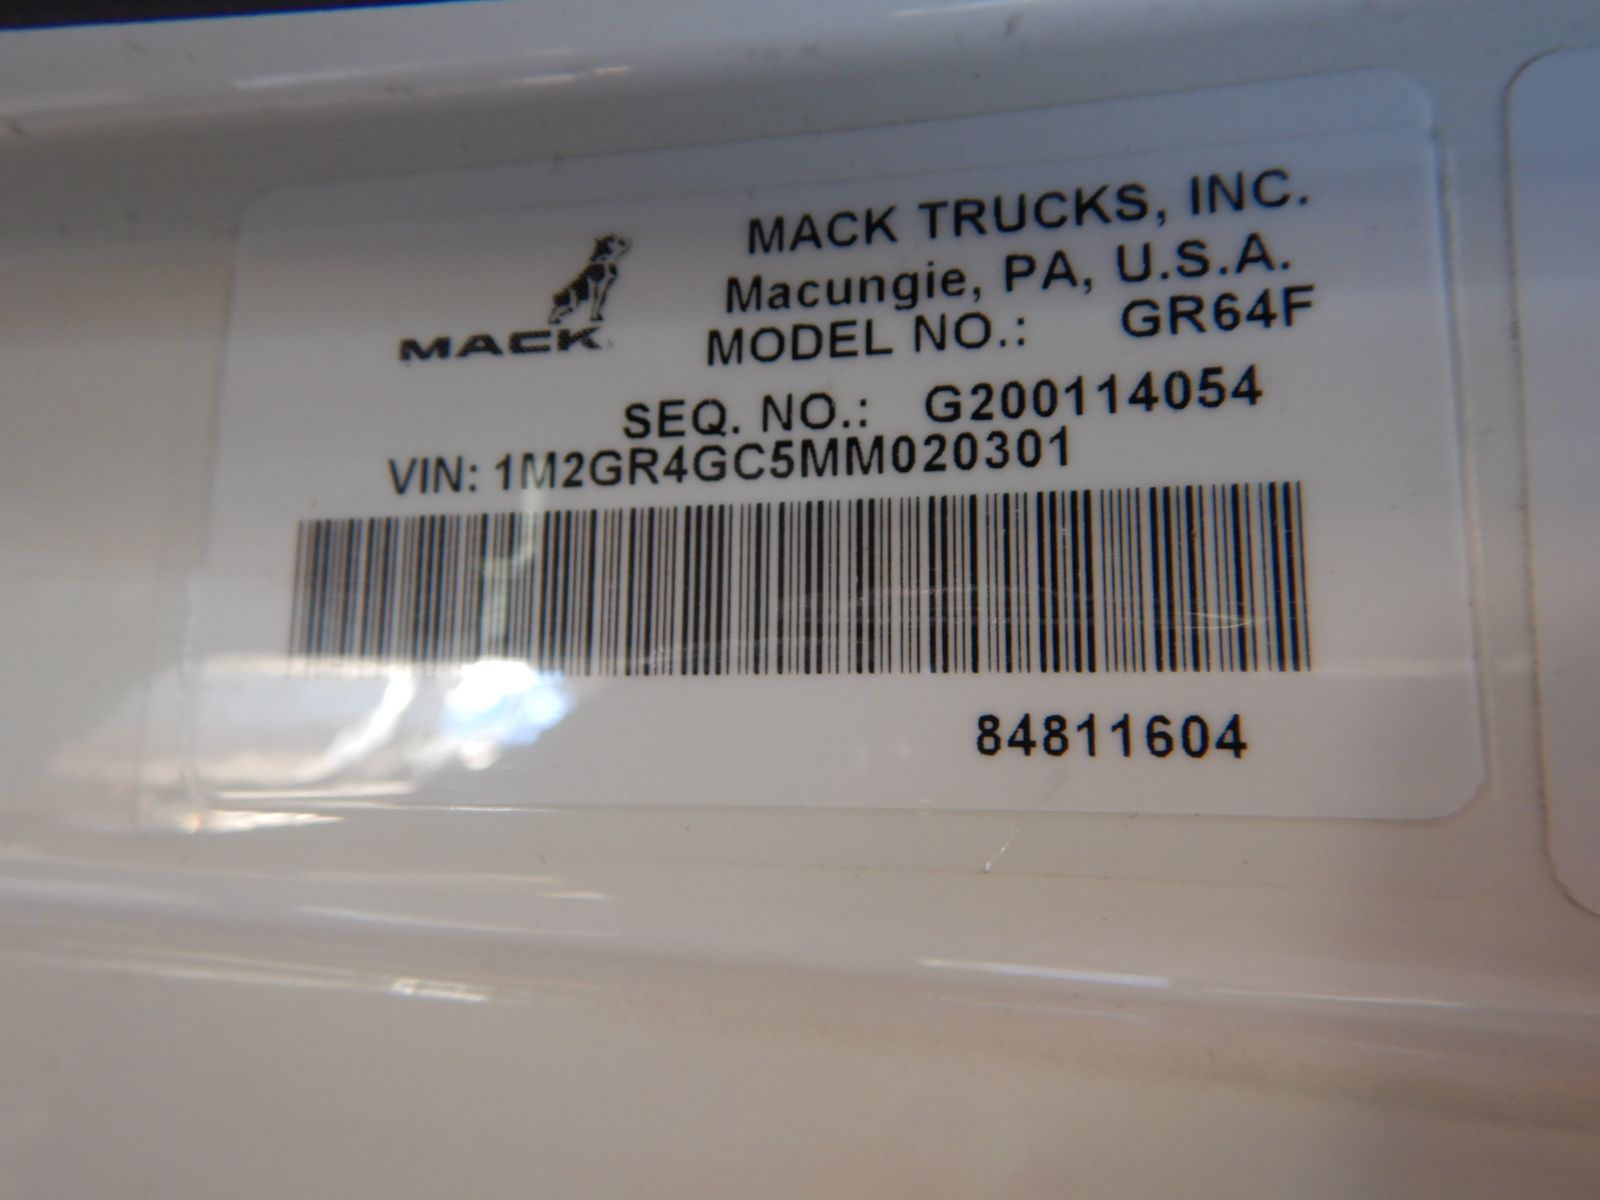 MACK TRUCKS, INC.
Macungie, PA, U.S.A.
MACK
MODEL NO.: GR64F
SEQ. NO.: G200114054
VIN: 1M2GR4GC5MM020301
84811604